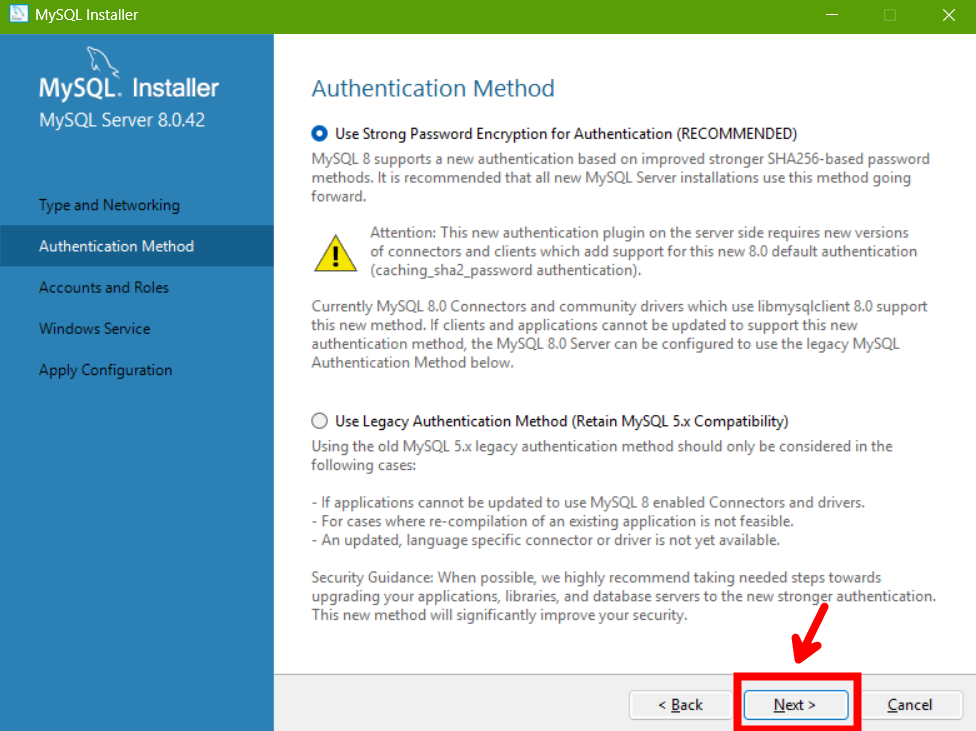 MySQL Installer
MySQL. Installer
MySQL Server 8.0.42
Type and Networking
Authentication Method
Accounts and Roles
Windows Service
Apply Configuration
Authentication Method
Use Strong Password Encryption for Authentication (RECOMMENDED)
MySQL 8 supports a new authentication based on improved stronger SHA256-based password
methods. It is recommended that all new MySQL Server installations use this method going
forward.
Attention: This new authentication plugin on the server side requires new versions
of connectors and clients which add support for this new 8.0 default authentication
(caching_sha2_password authentication).
Currently MySQL 8.0 Connectors and community drivers which use libmysqlclient 8.0 support
this new method. If clients and applications cannot be updated to support this new
authentication method, the MySQL 8.0 Server can be configured to use the legacy MySQL
Authentication Method below.
Use Legacy Authentication Method (Retain MySQL 5.x Compatibility)
Using the old MySQL 5.x legacy authentication method should only be considered in the
following cases:
- If applications cannot be updated to use MySQL 8 enabled Connectors and drivers.
- For cases where re-compilation of an existing application is not feasible.
- An updated, language specific connector or driver is not yet available.
Security Guidance: When possible, we highly recommend taking needed steps towards
upgrading your applications, libraries, and database servers to the new stronger authentication.
This new method will significantly improve your security.
< Back
Next >
Cancel